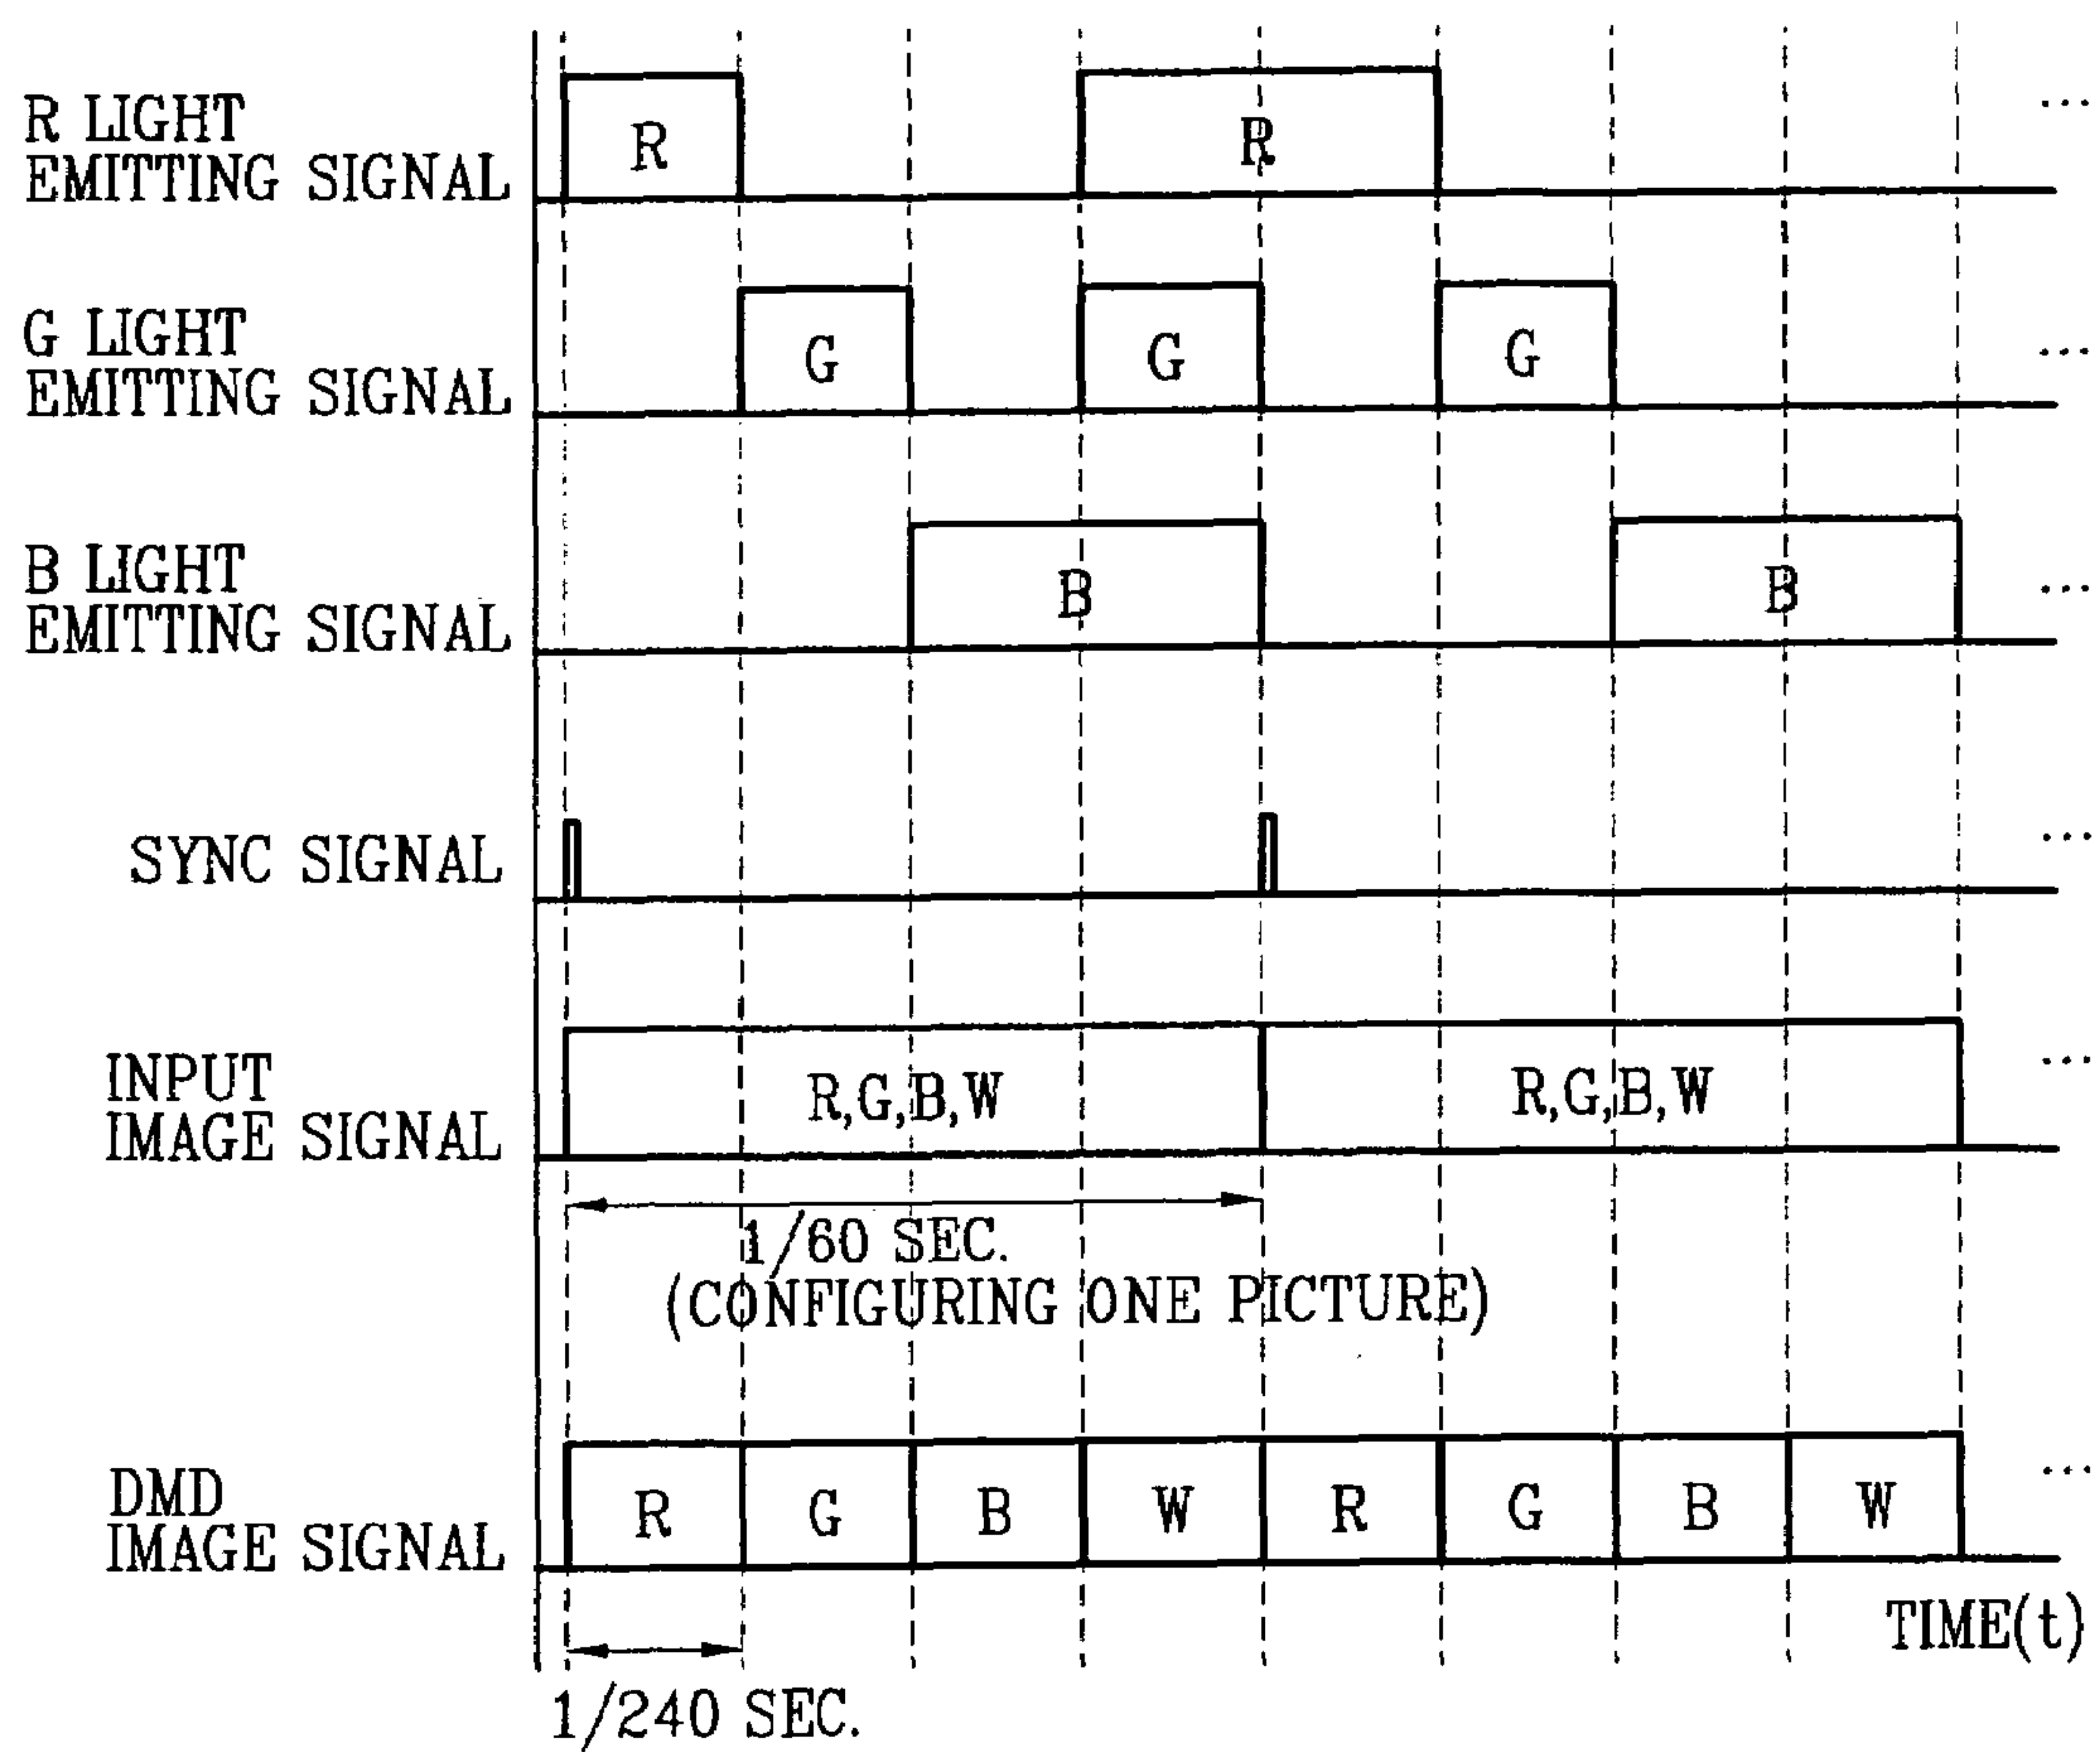 R LIGHT
EMITTING SIGNAL
R
R
...
G LIGHT
EMITTING SIGNAL
G
G
G
...
B LIGHT
EMITTING SIGNAL
B
B
...
SYNC SIGNAL
...
INPUT
IMAGE SIGNAL
R,G,B,W
R,G,B,W
...
1/60 SEC.
(CONFIGURING ONE PICTURE)
DMD
IMAGE SIGNAL
R
G
B
W
R
G
B
W
...
TIME(t)
1/240 SEC.